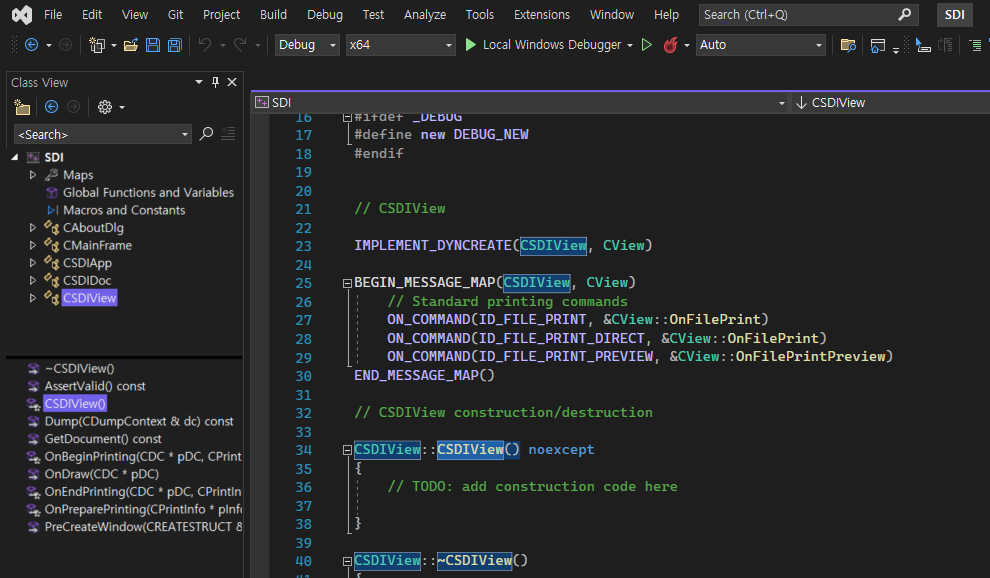 File Edit View Git Project Build Debug Test Analyze Tools Extensions Window Help Search (Ctrl+Q) SDI
Debug x64 Local Windows Debugger Auto
Class View
<Search>
SDI
Maps
Global Functions and Variables
Macros and Constants
CAboutDlg
CMainFrame
CSDIApp
CSDIDoc
CSDIView
~CSDIView()
AssertValid() const
CSDIView()
Dump(CDumpContext & dc) const
GetDocument() const
OnBeginPrinting(CDC * pDC, CPrint
OnDraw(CDC * pDC)
OnEndPrinting(CDC * pDC, CPrintIn
OnPreparePrinting(CPrintInfo * pInfo
PreCreateWindow(CREATESTRUCT &
SDI CSDIView
16 #ifdef _DEBUG
17 #define new DEBUG_NEW
18 #endif
19
20
21 // CSDIView
22
23 IMPLEMENT_DYNCREATE(CSDIView, CView)
24
25 BEGIN_MESSAGE_MAP(CSDIView, CView)
26 // Standard printing commands
27 ON_COMMAND(ID_FILE_PRINT, &CView::OnFilePrint)
28 ON_COMMAND(ID_FILE_PRINT_DIRECT, &CView::OnFilePrint)
29 ON_COMMAND(ID_FILE_PRINT_PREVIEW, &CView::OnFilePrintPreview)
30 END_MESSAGE_MAP()
31
32 // CSDIView construction/destruction
33
34 CSDIView::CSDIView() noexcept
35 {
36 // TODO: add construction code here
37
38 }
39
40 CSDIView::~CSDIView()
41 {